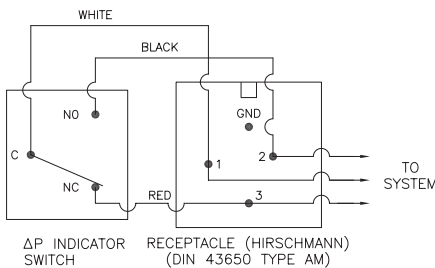 WHITE
BLACK
NO
GND
C
1
2
TO
SYSTEM
NC
RED
3
ΔP INDICATOR
SWITCH
RECEPTACLE (HIRSCHMANN)
(DIN 43650 TYPE AM)